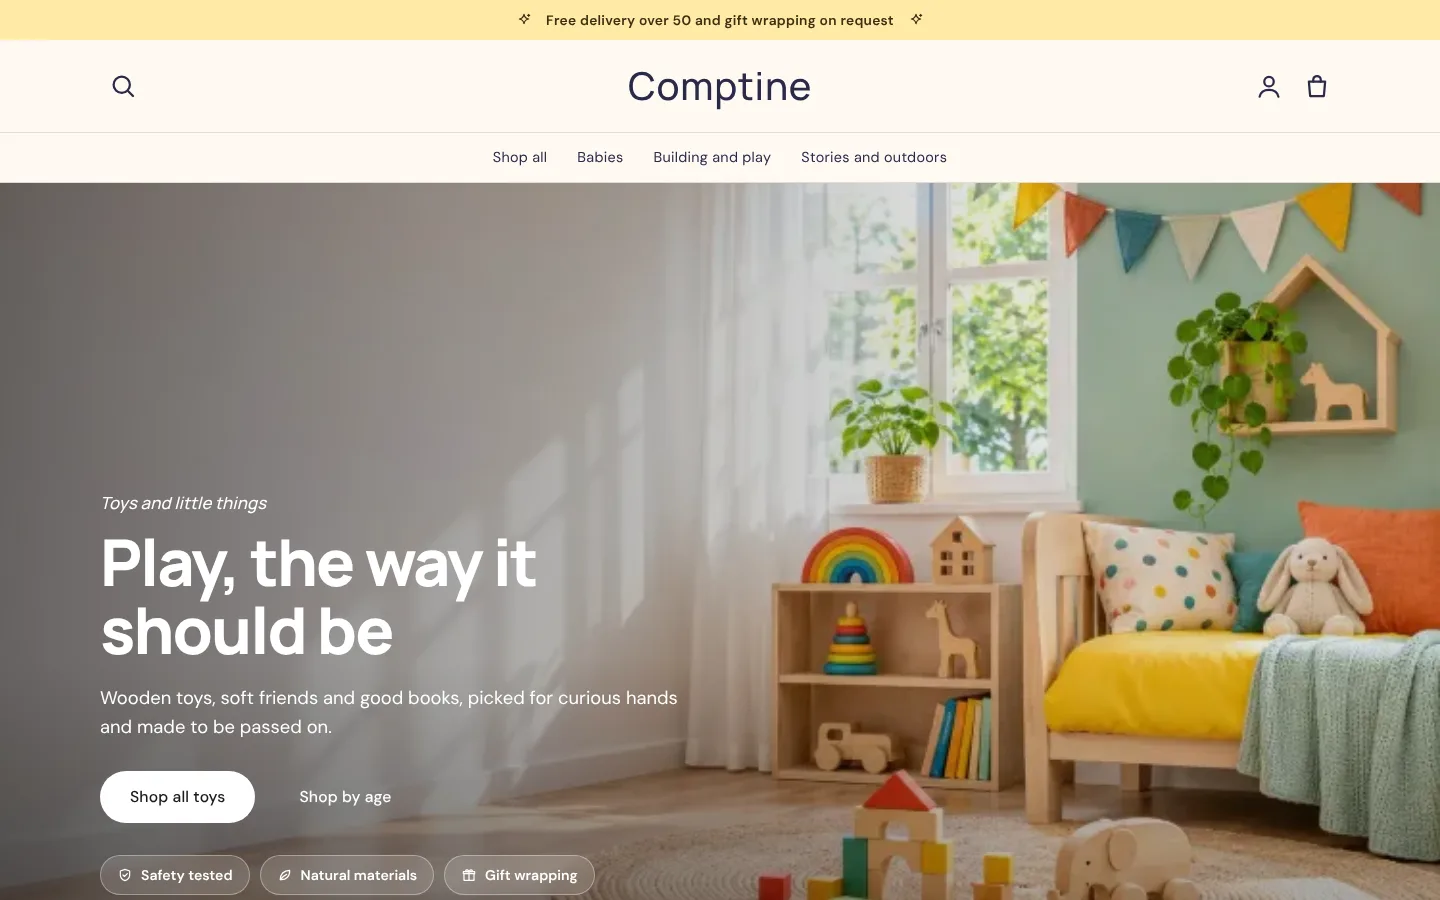 Free delivery over 50 and gift wrapping on request
Comptine
Shop all
Babies
Building and play
Stories and outdoors
Toys and little things
Play, the way it
should be
Wooden toys, soft friends and good books, picked for curious hands
and made to be passed on.
Shop all toys
Shop by age
Safety tested
Natural materials
Gift wrapping